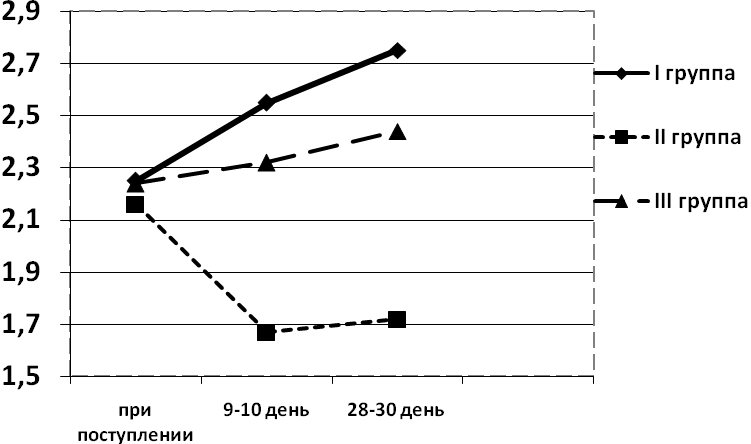 2,9
2,7
2,5
2,3
2,1
1,9
1,7
1,5
при
поступлении
9-10 день
28-30 день
I группа
II группа
III группа